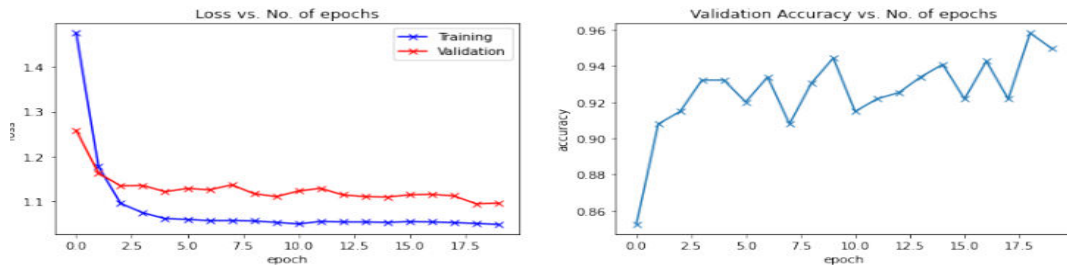 Loss vs. No. of epochs
Training
Validation
1.4
1.3
1.2
1.1
loss
0.0 2.5 5.0 7.5 10.0 12.5 15.0 17.5
epoch
Validation Accuracy vs. No. of epochs
0.96
0.94
0.92
0.90
0.88
0.86
accuracy
0.0 2.5 5.0 7.5 10.0 12.5 15.0 17.5
epoch